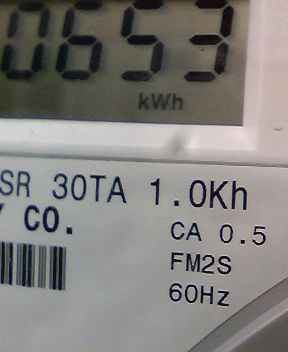 0653
kWh
SR 30TA 1.0Kh
Y CO.
CA 0.5
FM2S
60Hz